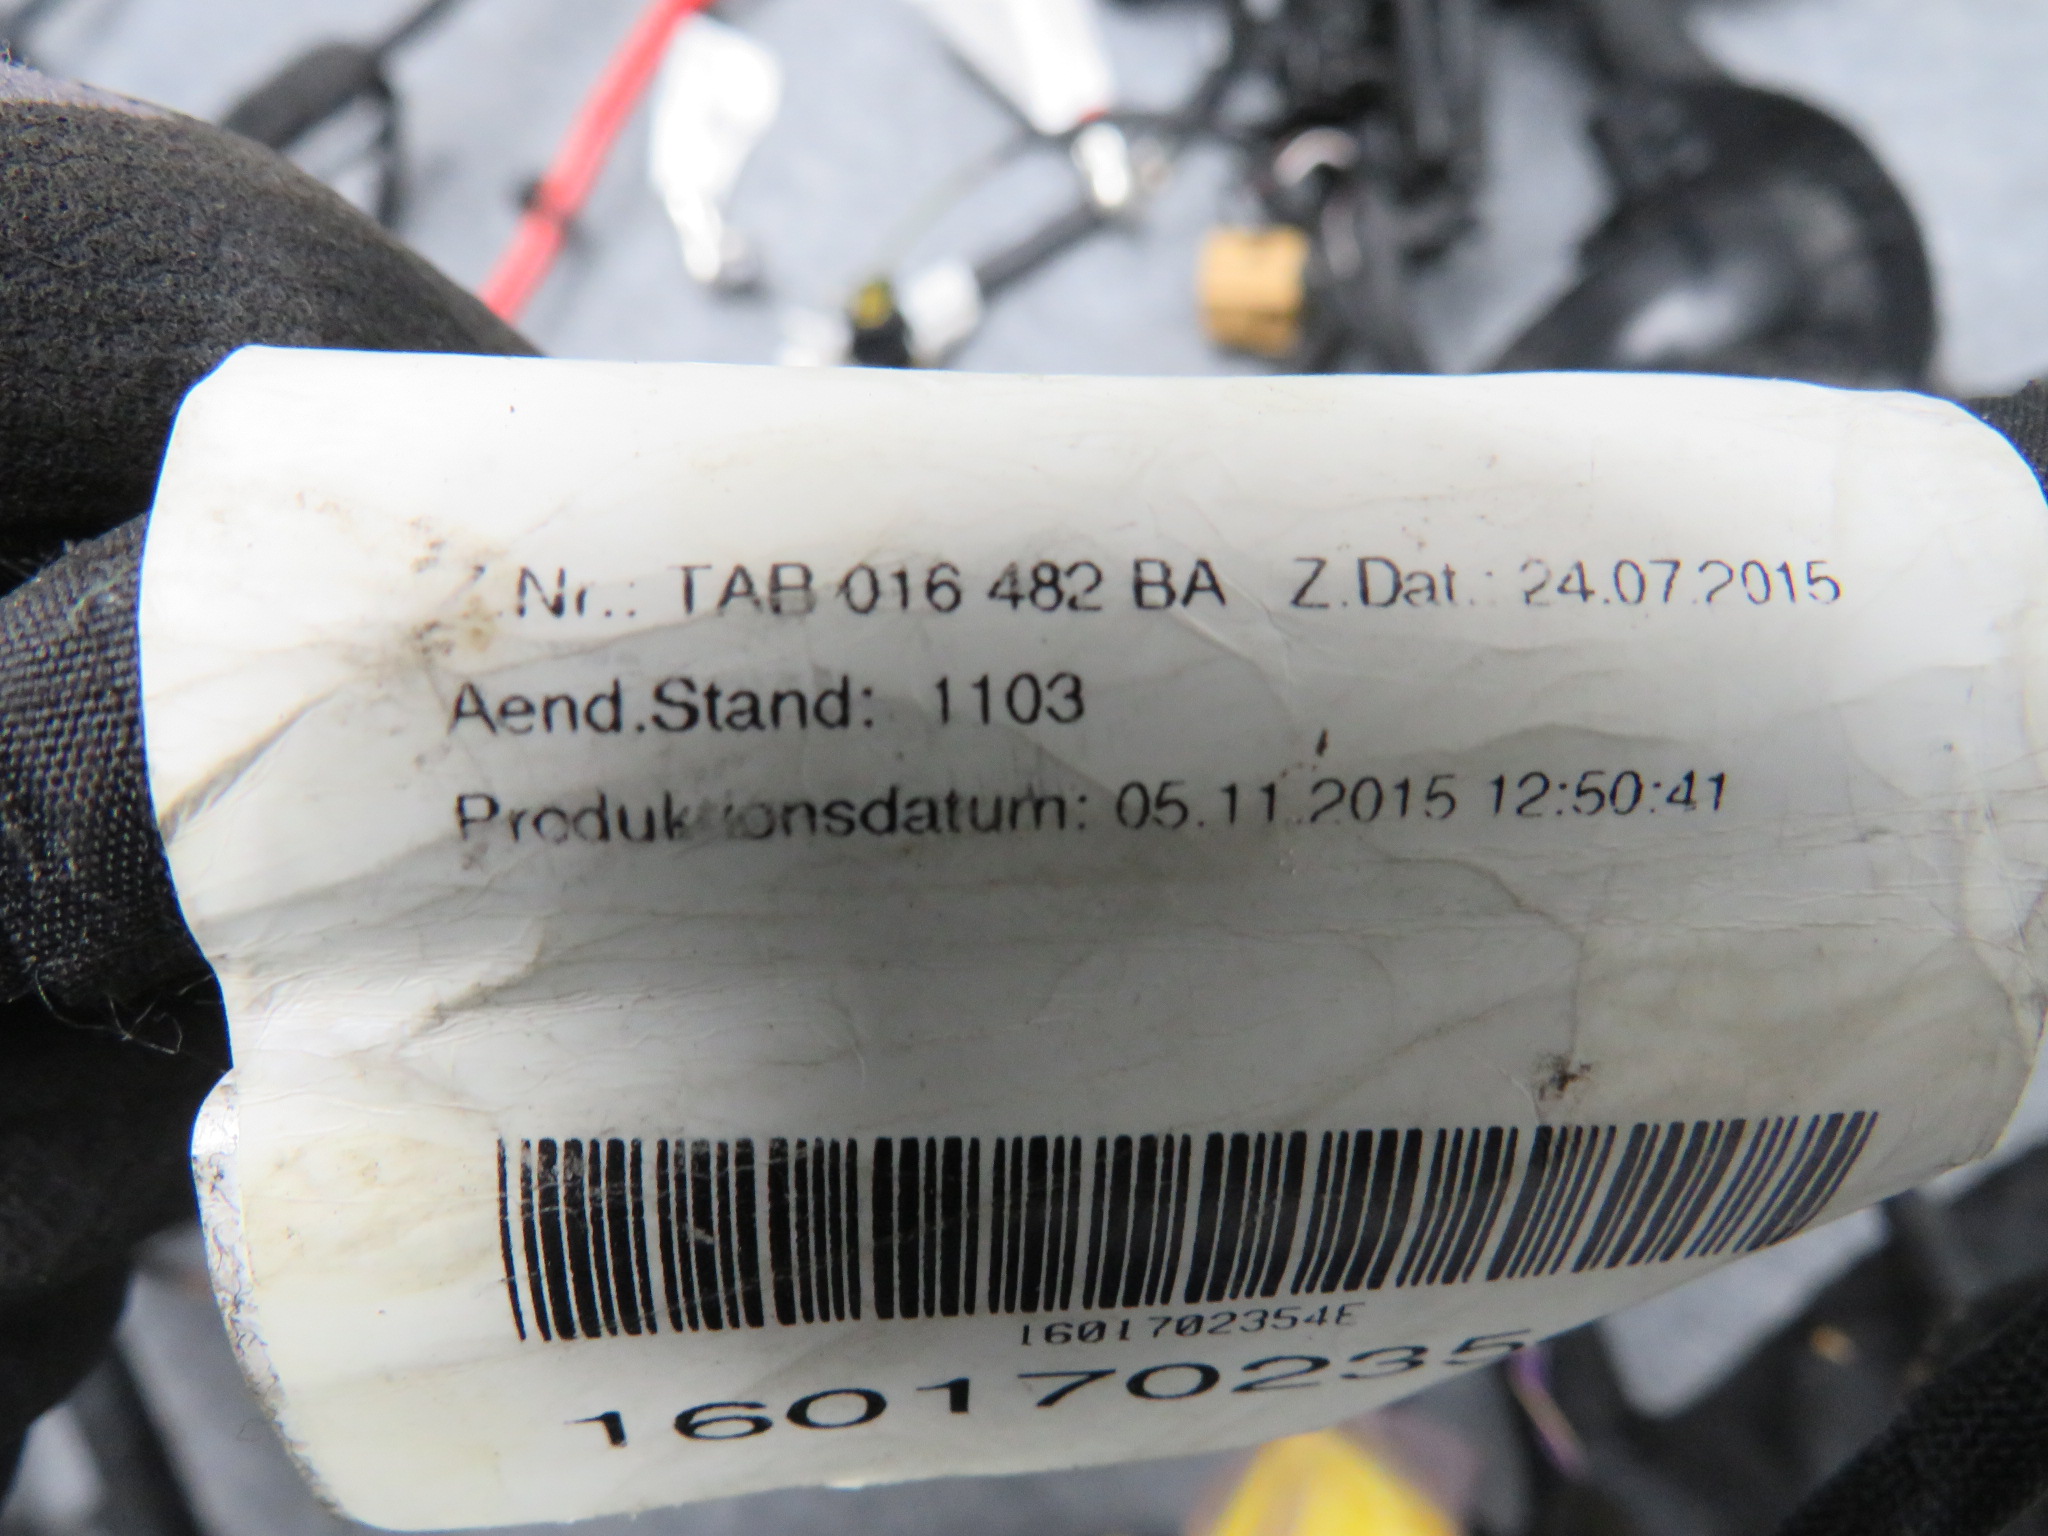 Z.Nr.: TAB 016 482 BA Z.Dat.: 24.07.2015
Aend.Stand: 1103
Produktionsdatum: 05.11.2015 12:50:41
1601702354E
160170235